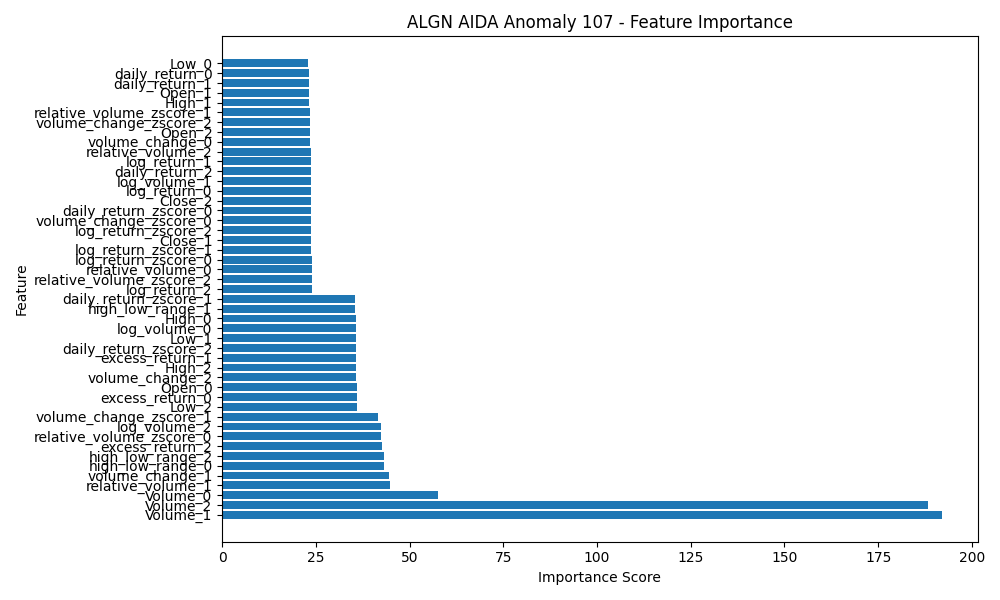 ALGN AIDA Anomaly 107 - Feature Importance
Low_0
daily_return_0
daily_return_1
Open_1
High_1
relative_volume_zscore_1
volume_change_zscore_2
Open_2
volume_change_0
relative_volume_2
log_return_1
daily_return_2
log_volume_1
log_return_0
Close_2
daily_return_zscore_0
volume_change_zscore_0
log_return_zscore_2
Close_1
log_return_zscore_1
log_return_zscore_0
relative_volume_0
relative_volume_zscore_2
log_return_2
daily_return_zscore_1
high_low_range_1
High_0
log_volume_0
Low_1
daily_return_zscore_2
excess_return_1
High_2
volume_change_2
Open_0
excess_return_0
Low_2
volume_change_zscore_1
log_volume_2
relative_volume_zscore_0
excess_return_2
high_low_range_2
high_low_range_0
volume_change_1
relative_volume_1
Volume_0
Volume_2
Volume_1
Feature
0 25 50 75 100 125 150 175 200
Importance Score